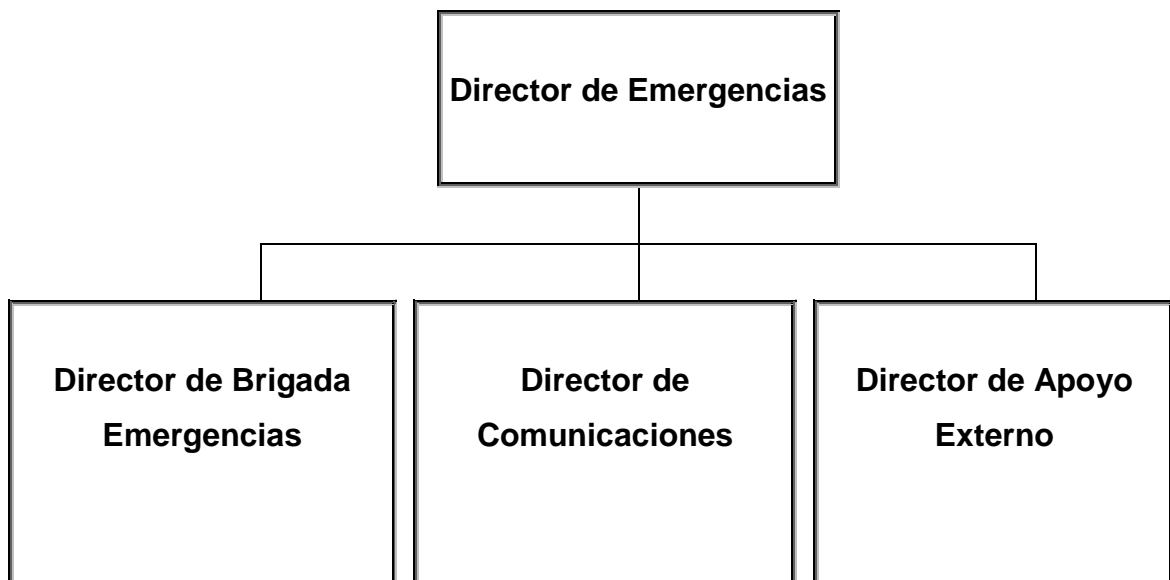 Director de Emergencias
Director de Brigada
Emergencias
Director de
Comunicaciones
Director de Apoyo
Externo